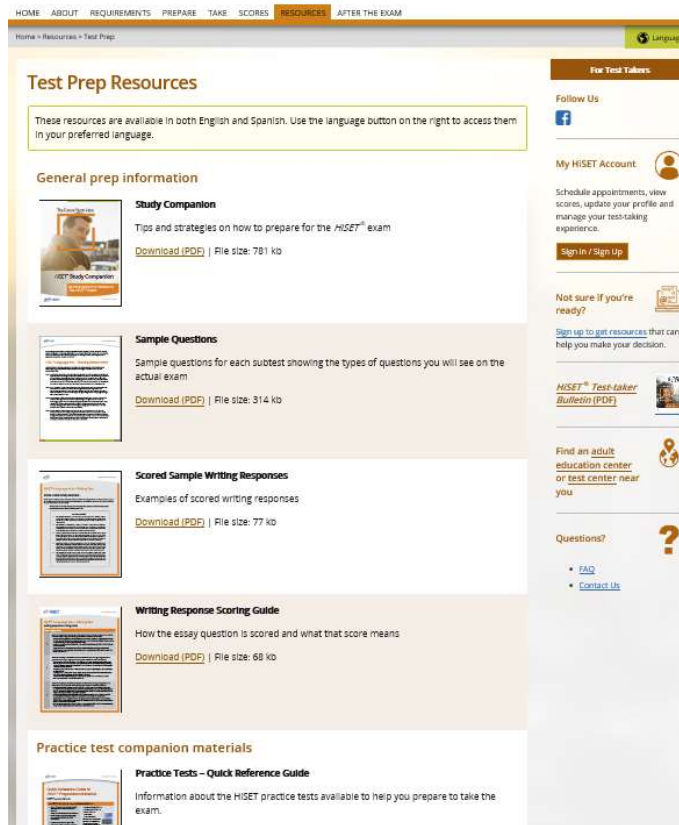 HOME ABOUT REQUIREMENTS PREPARE TAKE SCORES RESOURCES AFTER THE EXAM
Home > Resources > Test Prep
Languag
Test Prep Resources
These resources are available in both English and Spanish. Use the language button on the right to access them
in your preferred language.
General prep information
Study Companion
Tips and strategies on how to prepare for the HiSET® exam
Download (PDF) | File size: 781 kb
HiSET® Study Companion
Sample Questions
Sample questions for each subtest showing the types of questions you will see on the
actual exam
Download (PDF) | File size: 314 kb
Scored Sample Writing Responses
Examples of scored writing responses
Download (PDF) | File size: 77 kb
Writing Response Scoring Guide
How the essay question is scored and what that score means
Download (PDF) | File size: 68 kb
Practice test companion materials
Practice Tests – Quick Reference Guide
Information about the HiSET practice tests available to help you prepare to take the
exam.
For Test Takers
Follow Us
My HiSET Account
Schedule appointments, view
scores, update your profile and
manage your test-taking
experience.
Sign In / Sign Up
Not sure if you're
ready?
Sign up to get resources that can
help you make your decision.
HiSET® Test-taker
Bulletin (PDF)
Find an adult
education center
or test center near
you
Questions?
FAQ
Contact Us